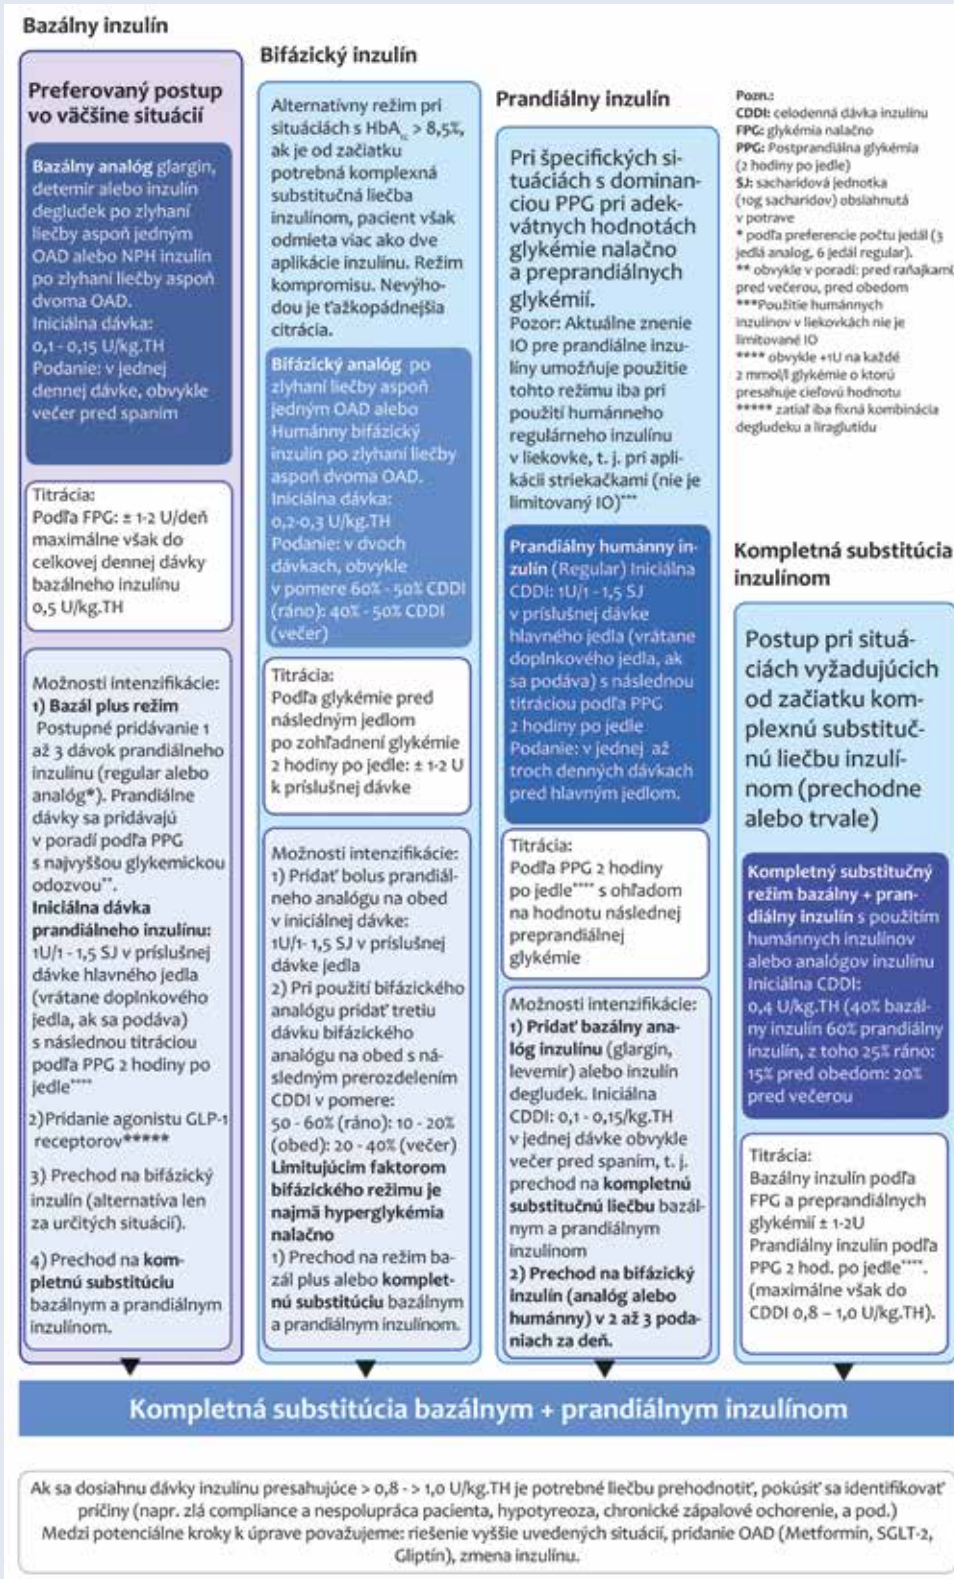 Bazálny inzulín
Preferovaný postup
vo väčšine situácií
Bazálny analóg glargin,
detemir alebo inzulín
degludek po zlyhaní
liečby aspoň jedným
OAD alebo NPH inzulín
po zlyhaní liečby aspoň
dvoma OAD.
Iniciálna dávka:
0,1 - 0,15 U/kg.TH
Podanie: v jednej
dennej dávke, obvykle
večer pred spaním
Titrácia:
Podľa FPG: ± 1-2 U/deň
maximálne však do
celkovej dennej dávky
bazálneho inzulínu
0,5 U/kg.TH
Možnosti intenzifikácie:
1) Bazál plus režim
Postupné pridávanie 1
až 3 dávok prandiálneho
inzulínu (regular alebo
analóg*). Prandiálne
dávky sa pridávajú
v poradí podľa PPG
s najvyššou glykemickou
odozvou**.
Iniciálna dávka
prandiálneho inzulínu:
1U/1 - 1,5 SJ v príslušnej
dávke hlavného jedla
(vrátane doplnkového
jedla, ak sa podáva)
s následnou titráciou
podľa PPG 2 hodiny po
jedle****
2)Pridanie agonistu GLP-1
receptorov*****
3) Prechod na bifázický
inzulín (alternatíva len
za určitých situácií).
4) Prechod na kom-
pletnú substitúciu
bazálnym a prandiálnym
inzulínom.
Bifázický inzulín
Alternatívny režim pri
situáciách s HbA1c > 8,5%,
ak je od začiatku
potrebná komplexná
substitučná liečba
inzulínom, pacient však
odmieta viac ako dve
aplikácie inzulínu. Režim
kompromisu. Nevýho-
dou je ťažkopádnejšia
citrácia.
Bifázický analóg po
zlyhaní liečby aspoň
jedným OAD alebo
Humánny bifázický
inzulín po zlyhaní liečby
aspoň dvoma OAD.
Iniciálna dávka:
0,2-0,3 U/kg.TH
Podanie: v dvoch
dávkach, obvykle
v pomere 60% - 50% CDDI
(ráno): 40% - 50% CDDI
(večer)
Titrácia:
Podľa glykémie pred
následným jedlom
po zohľadnení glykémie
2 hodiny po jedle: ± 1-2 U
k príslušnej dávke
Možnosti intenzifikácie:
1) Pridať bolus prandiál-
neho analógu na obed
v iniciálnej dávke:
1U/1- 1,5 SJ v príslušnej
dávke jedla
2) Pri použití bifázického
analógu pridať tretiu
dávku bifázického
analógu na obed s ná-
sledným prerozdelením
CDDI v pomere:
50 - 60% (ráno): 10 - 20%
(obed): 20 - 40% (večer)
Limitujúcim faktorom
bifázického režimu je
najmä hyperglykémia
nalačno
1) Prechod na režim ba-
zál plus alebo komplet-
nú substitúciu bazálnym
a prandiálnym inzulínom.
Prandiálny inzulín
Pri špecifických si-
tuáciách s dominan-
ciou PPG pri adek-
vátnych hodnotách
glykémie nalačno
a preprandiálnych
glykémií.
Pozor: Aktuálne znenie
IO pre prandiálne inzu-
líny umožňuje použitie
tohto režimu iba pri
použití humánneho
regulárneho inzulínu
v liekovke, t. j. pri apli-
kácii striekačkami (nie je
limitovaný IO)***
Prandiálny humánny in-
zulín (Regular) Iniciálna
CDDI: 1U/1 - 1,5 SJ
v príslušnej dávke
hlavného jedla (vrátane
doplnkového jedla, ak
sa podáva) s následnou
titráciou podľa PPG
2 hodiny po jedle
Podanie: v jednej až
troch denných dávkach
pred hlavným jedlom.
Titrácia:
Podľa PPG 2 hodiny
po jedle**** s ohľadom
na hodnotu následnej
preprandiálnej
glykémie
Možnosti intenzifikácie:
1) Pridať bazálny ana-
lóg inzulínu (glargin,
levemir) alebo inzulín
degludek. Iniciálna
CDDI: 0,1 - 0,15/kg.TH
v jednej dávke obvykle
večer pred spaním, t. j.
prechod na kompletnú
substitučnú liečbu bazál-
nym a prandiálnym
inzulínom
2) Prechod na bifázický
inzulín (analóg alebo
humánny) v 2 až 3 poda-
niach za deň.
Pozn.:
CDDI: celodenná dávka inzulínu
FPG: glykémia nalačno
PPG: Postprandiálna glykémia
(2 hodiny po jedle)
SJ: sacharidová jednotka
(10g sacharidov) obsiahnutá
v potrave
* podľa preferencie počtu jedál (3
jedlá analog, 6 jedál regular).
** obvykle v poradí: pred raňajkami,
pred večerou, pred obedom
***Použitie humánnych
inzulínov v liekovkách nie je
limitované IO
**** obvykle +1U na každé
2 mmol/l glykémie o ktorú
presahuje cieľovú hodnotu
***** zatiaľ iba fixná kombinácia
degludeku a liraglutidu
Kompletná substitúcia
inzulínom
Postup pri situá-
ciách vyžadujúcich
od začiatku kom-
plexnú substituč-
nú liečbu inzulí-
nom (prechodne
alebo trvale)
Kompletný substitučný
režim bazálny + pran-
diálny inzulín s použitím
humánnych inzulínov
alebo analógov inzulínu
Iniciálna CDDI:
0,4 U/kg.TH (40% bazál-
ny inzulín 60% prandiálny
inzulín, z toho 25% ráno:
15% pred obedom: 20%
pred večerou
Titrácia:
Bazálny inzulín podľa
FPG a preprandiálnych
glykémií ± 1-2U
Prandiálny inzulín podľa
PPG 2 hod. po jedle****.
(maximálne však do
CDDI 0,8 – 1,0 U/kg.TH).
Kompletná substitúcia bazálnym + prandiálnym inzulínom
Ak sa dosiahnu dávky inzulínu presahujúce > 0,8 - > 1,0 U/kg.TH je potrebné liečbu prehodnotiť, pokúsiť sa identifikovať
príčiny (napr. zlá compliance a nespolupráca pacienta, hypotyreoza, chronické zápalové ochorenie, a pod.)
Medzi potenciálne kroky k úprave považujeme: riešenie vyššie uvedených situácií, pridanie OAD (Metformín, SGLT-2,
Gliptín), zmena inzulínu.